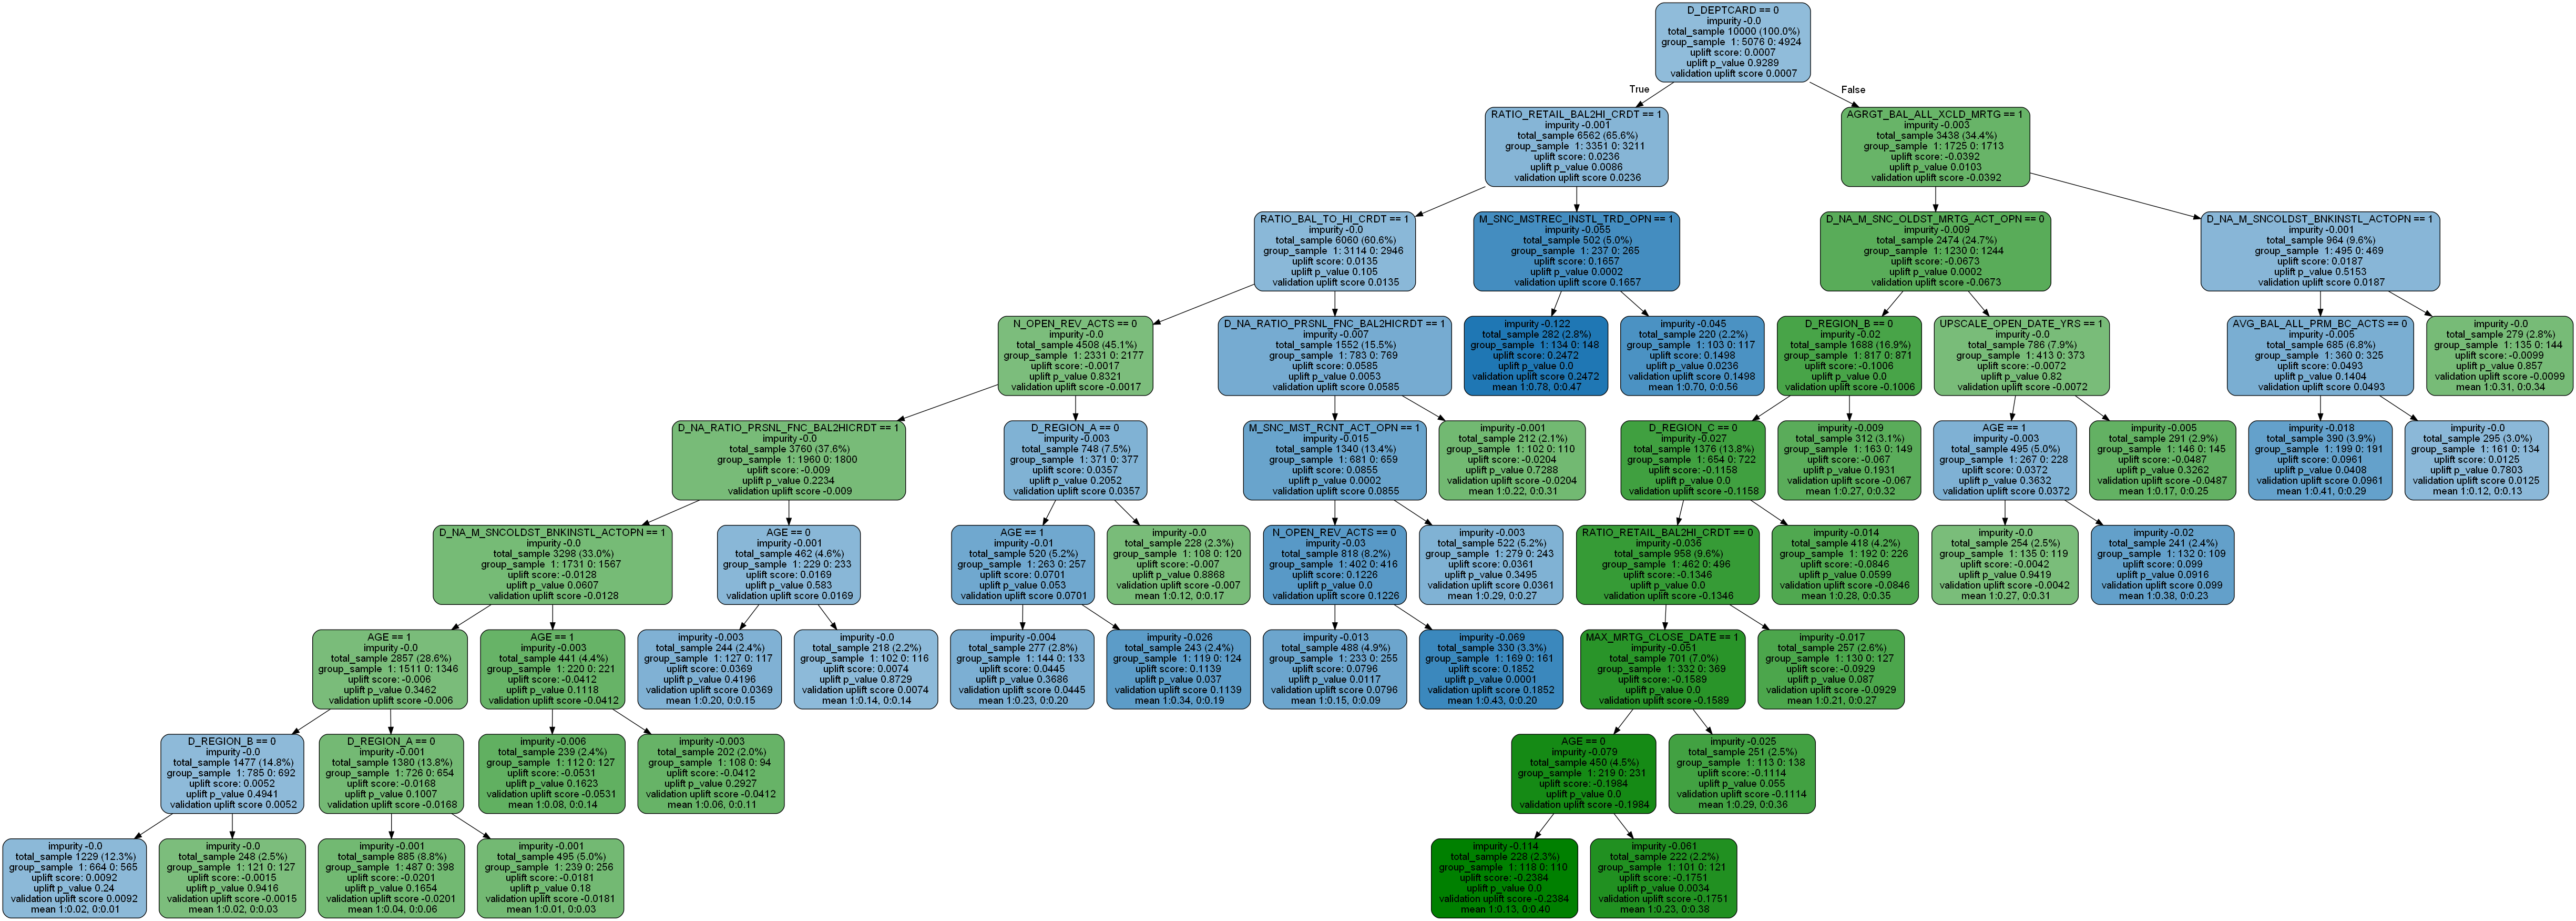 D_DEPTCARD == 0
impurity -0.0
total_sample 10000 (100.0%)
group_sample 1: 5076 0: 4924
uplift score: 0.0007
uplift p_value 0.9289
validation uplift score 0.0007
True
False
RATIO_RETAIL_BAL2HI_CRDT == 1
impurity -0.001
total_sample 6562 (65.6%)
group_sample 1: 3351 0: 3211
uplift score: 0.0236
uplift p_value 0.0086
validation uplift score 0.0236
AGRGT_BAL_ALL_XCLD_MRTG == 1
impurity -0.003
total_sample 3438 (34.4%)
group_sample 1: 1725 0: 1713
uplift score: -0.0392
uplift p_value 0.0103
validation uplift score -0.0392
RATIO_BAL_TO_HI_CRDT == 1
impurity -0.0
total_sample 6060 (60.6%)
group_sample 1: 3114 0: 2946
uplift score: 0.0135
uplift p_value 0.105
validation uplift score 0.0135
M_SNC_MSTREC_INSTL_TRD_OPN == 1
impurity -0.055
total_sample 502 (5.0%)
group_sample 1: 237 0: 265
uplift score: 0.1657
uplift p_value 0.0002
validation uplift score 0.1657
D_NA_M_SNC_OLDST_MRTG_ACT_OPN == 0
impurity -0.009
total_sample 2474 (24.7%)
group_sample 1: 1230 0: 1244
uplift score: -0.0673
uplift p_value 0.0002
validation uplift score -0.0673
D_NA_M_SNCOLDST_BNKINSTL_ACTOPN == 1
impurity -0.001
total_sample 964 (9.6%)
group_sample 1: 495 0: 469
uplift score: 0.0187
uplift p_value 0.5153
validation uplift score 0.0187
N_OPEN_REV_ACTS == 0
impurity -0.0
total_sample 4508 (45.1%)
group_sample 1: 2331 0: 2177
uplift score: -0.0017
uplift p_value 0.8321
validation uplift score -0.0017
D_NA_RATIO_PRSNL_FNC_BAL2HICRDT == 1
impurity -0.007
total_sample 1552 (15.5%)
group_sample 1: 783 0: 769
uplift score: 0.0585
uplift p_value 0.0053
validation uplift score 0.0585
impurity -0.122
total_sample 282 (2.8%)
group_sample 1: 134 0: 148
uplift score: 0.2472
uplift p_value 0.0
validation uplift score 0.2472
mean 1:0.78, 0:0.47
impurity -0.045
total_sample 220 (2.2%)
group_sample 1: 103 0: 117
uplift score: 0.1498
uplift p_value 0.0236
validation uplift score 0.1498
mean 1:0.70, 0:0.56
D_REGION_B == 0
impurity -0.02
total_sample 1688 (16.9%)
group_sample 1: 817 0: 871
uplift score: -0.1006
uplift p_value 0.0
validation uplift score -0.1006
UPSCALE_OPEN_DATE_YRS == 1
impurity -0.0
total_sample 786 (7.9%)
group_sample 1: 413 0: 373
uplift score: -0.0072
uplift p_value 0.82
validation uplift score -0.0072
AVG_BAL_ALL_PRM_BC_ACTS == 0
impurity -0.005
total_sample 685 (6.8%)
group_sample 1: 360 0: 325
uplift score: 0.0493
uplift p_value 0.1404
validation uplift score 0.0493
impurity -0.0
total_sample 279 (2.8%)
group_sample 1: 135 0: 144
uplift score: -0.0099
uplift p_value 0.857
validation uplift score -0.0099
mean 1:0.31, 0:0.34
D_NA_RATIO_PRSNL_FNC_BAL2HICRDT == 1
impurity -0.0
total_sample 3760 (37.6%)
group_sample 1: 1960 0: 1800
uplift score: -0.009
uplift p_value 0.2234
validation uplift score -0.009
D_REGION_A == 0
impurity -0.003
total_sample 748 (7.5%)
group_sample 1: 371 0: 377
uplift score: 0.0357
uplift p_value 0.2052
validation uplift score 0.0357
M_SNC_MST_RCNT_ACT_OPN == 1
impurity -0.015
total_sample 1340 (13.4%)
group_sample 1: 681 0: 659
uplift score: 0.0855
uplift p_value 0.0002
validation uplift score 0.0855
impurity -0.001
total_sample 212 (2.1%)
group_sample 1: 102 0: 110
uplift score: -0.0204
uplift p_value 0.7288
validation uplift score -0.0204
mean 1:0.22, 0:0.31
D_REGION_C == 0
impurity -0.027
total_sample 1376 (13.8%)
group_sample 1: 654 0: 722
uplift score: -0.1158
uplift p_value 0.0
validation uplift score -0.1158
impurity -0.009
total_sample 312 (3.1%)
group_sample 1: 163 0: 149
uplift score: -0.067
uplift p_value 0.1931
validation uplift score -0.067
mean 1:0.27, 0:0.32
AGE == 1
impurity -0.003
total_sample 495 (5.0%)
group_sample 1: 267 0: 228
uplift score: 0.0372
uplift p_value 0.3632
validation uplift score 0.0372
impurity -0.005
total_sample 291 (2.9%)
group_sample 1: 146 0: 145
uplift score: -0.0487
uplift p_value 0.3262
validation uplift score -0.0487
mean 1:0.17, 0:0.25
impurity -0.018
total_sample 390 (3.9%)
group_sample 1: 199 0: 191
uplift score: 0.0961
uplift p_value 0.0408
validation uplift score 0.0961
mean 1:0.41, 0:0.29
impurity -0.0
total_sample 295 (3.0%)
group_sample 1: 161 0: 134
uplift score: 0.0125
uplift p_value 0.7803
validation uplift score 0.0125
mean 1:0.12, 0:0.13
D_NA_M_SNCOLDST_BNKINSTL_ACTOPN == 1
impurity -0.0
total_sample 3298 (33.0%)
group_sample 1: 1731 0: 1567
uplift score: -0.0128
uplift p_value 0.0607
validation uplift score -0.0128
AGE == 0
impurity -0.001
total_sample 462 (4.6%)
group_sample 1: 229 0: 233
uplift score: 0.0169
uplift p_value 0.583
validation uplift score 0.0169
AGE == 1
impurity -0.01
total_sample 520 (5.2%)
group_sample 1: 263 0: 257
uplift score: 0.0701
uplift p_value 0.053
validation uplift score 0.0701
impurity -0.0
total_sample 228 (2.3%)
group_sample 1: 108 0: 120
uplift score: -0.007
uplift p_value 0.8868
validation uplift score -0.007
mean 1:0.12, 0:0.17
N_OPEN_REV_ACTS == 0
impurity -0.03
total_sample 818 (8.2%)
group_sample 1: 402 0: 416
uplift score: 0.1226
uplift p_value 0.0
validation uplift score 0.1226
impurity -0.003
total_sample 522 (5.2%)
group_sample 1: 279 0: 243
uplift score: 0.0361
uplift p_value 0.3495
validation uplift score 0.0361
mean 1:0.29, 0:0.27
RATIO_RETAIL_BAL2HI_CRDT == 0
impurity -0.036
total_sample 958 (9.6%)
group_sample 1: 462 0: 496
uplift score: -0.1346
uplift p_value 0.0
validation uplift score -0.1346
impurity -0.014
total_sample 418 (4.2%)
group_sample 1: 192 0: 226
uplift score: -0.0846
uplift p_value 0.0599
validation uplift score -0.0846
mean 1:0.28, 0:0.35
impurity -0.0
total_sample 254 (2.5%)
group_sample 1: 135 0: 119
uplift score: -0.0042
uplift p_value 0.9419
validation uplift score -0.0042
mean 1:0.27, 0:0.31
impurity -0.02
total_sample 241 (2.4%)
group_sample 1: 132 0: 109
uplift score: 0.099
uplift p_value 0.0916
validation uplift score 0.099
mean 1:0.38, 0:0.23
AGE == 1
impurity -0.0
total_sample 2857 (28.6%)
group_sample 1: 1511 0: 1346
uplift score: -0.006
uplift p_value 0.3462
validation uplift score -0.006
AGE == 1
impurity -0.003
total_sample 441 (4.4%)
group_sample 1: 220 0: 221
uplift score: -0.0412
uplift p_value 0.1118
validation uplift score -0.0412
impurity -0.003
total_sample 244 (2.4%)
group_sample 1: 127 0: 117
uplift score: 0.0369
uplift p_value 0.4196
validation uplift score 0.0369
mean 1:0.20, 0:0.15
impurity -0.0
total_sample 218 (2.2%)
group_sample 1: 102 0: 116
uplift score: 0.0074
uplift p_value 0.8729
validation uplift score 0.0074
mean 1:0.14, 0:0.14
impurity -0.004
total_sample 277 (2.8%)
group_sample 1: 144 0: 133
uplift score: 0.0445
uplift p_value 0.3686
validation uplift score 0.0445
mean 1:0.23, 0:0.20
impurity -0.026
total_sample 243 (2.4%)
group_sample 1: 119 0: 124
uplift score: 0.1139
uplift p_value 0.037
validation uplift score 0.1139
mean 1:0.34, 0:0.19
impurity -0.013
total_sample 488 (4.9%)
group_sample 1: 233 0: 255
uplift score: 0.0796
uplift p_value 0.0117
validation uplift score 0.0796
mean 1:0.15, 0:0.09
impurity -0.069
total_sample 330 (3.3%)
group_sample 1: 169 0: 161
uplift score: 0.1852
uplift p_value 0.0001
validation uplift score 0.1852
mean 1:0.43, 0:0.20
MAX_MRTG_CLOSE_DATE == 1
impurity -0.051
total_sample 701 (7.0%)
group_sample 1: 332 0: 369
uplift score: -0.1589
uplift p_value 0.0
validation uplift score -0.1589
impurity -0.017
total_sample 257 (2.6%)
group_sample 1: 130 0: 127
uplift score: -0.0929
uplift p_value 0.087
validation uplift score -0.0929
mean 1:0.21, 0:0.27
D_REGION_B == 0
impurity -0.0
total_sample 1477 (14.8%)
group_sample 1: 785 0: 692
uplift score: 0.0052
uplift p_value 0.4941
validation uplift score 0.0052
D_REGION_A == 0
impurity -0.001
total_sample 1380 (13.8%)
group_sample 1: 726 0: 654
uplift score: -0.0168
uplift p_value 0.1007
validation uplift score -0.0168
impurity -0.006
total_sample 239 (2.4%)
group_sample 1: 112 0: 127
uplift score: -0.0531
uplift p_value 0.1623
validation uplift score -0.0531
mean 1:0.08, 0:0.14
impurity -0.003
total_sample 202 (2.0%)
group_sample 1: 108 0: 94
uplift score: -0.0412
uplift p_value 0.2927
validation uplift score -0.0412
mean 1:0.06, 0:0.11
AGE == 0
impurity -0.079
total_sample 450 (4.5%)
group_sample 1: 219 0: 231
uplift score: -0.1984
uplift p_value 0.0
validation uplift score -0.1984
impurity -0.025
total_sample 251 (2.5%)
group_sample 1: 113 0: 138
uplift score: -0.1114
uplift p_value 0.055
validation uplift score -0.1114
mean 1:0.29, 0:0.36
impurity -0.0
total_sample 1229 (12.3%)
group_sample 1: 664 0: 565
uplift score: 0.0092
uplift p_value 0.24
validation uplift score 0.0092
mean 1:0.02, 0:0.01
impurity -0.0
total_sample 248 (2.5%)
group_sample 1: 121 0: 127
uplift score: -0.0015
uplift p_value 0.9416
validation uplift score -0.0015
mean 1:0.02, 0:0.03
impurity -0.001
total_sample 885 (8.8%)
group_sample 1: 487 0: 398
uplift score: -0.0201
uplift p_value 0.1654
validation uplift score -0.0201
mean 1:0.04, 0:0.06
impurity -0.001
total_sample 495 (5.0%)
group_sample 1: 239 0: 256
uplift score: -0.0181
uplift p_value 0.18
validation uplift score -0.0181
mean 1:0.01, 0:0.03
impurity -0.114
total_sample 228 (2.3%)
group_sample 1: 118 0: 110
uplift score: -0.2384
uplift p_value 0.0
validation uplift score -0.2384
mean 1:0.13, 0:0.40
impurity -0.061
total_sample 222 (2.2%)
group_sample 1: 101 0: 121
uplift score: -0.1751
uplift p_value 0.0034
validation uplift score -0.1751
mean 1:0.23, 0:0.38